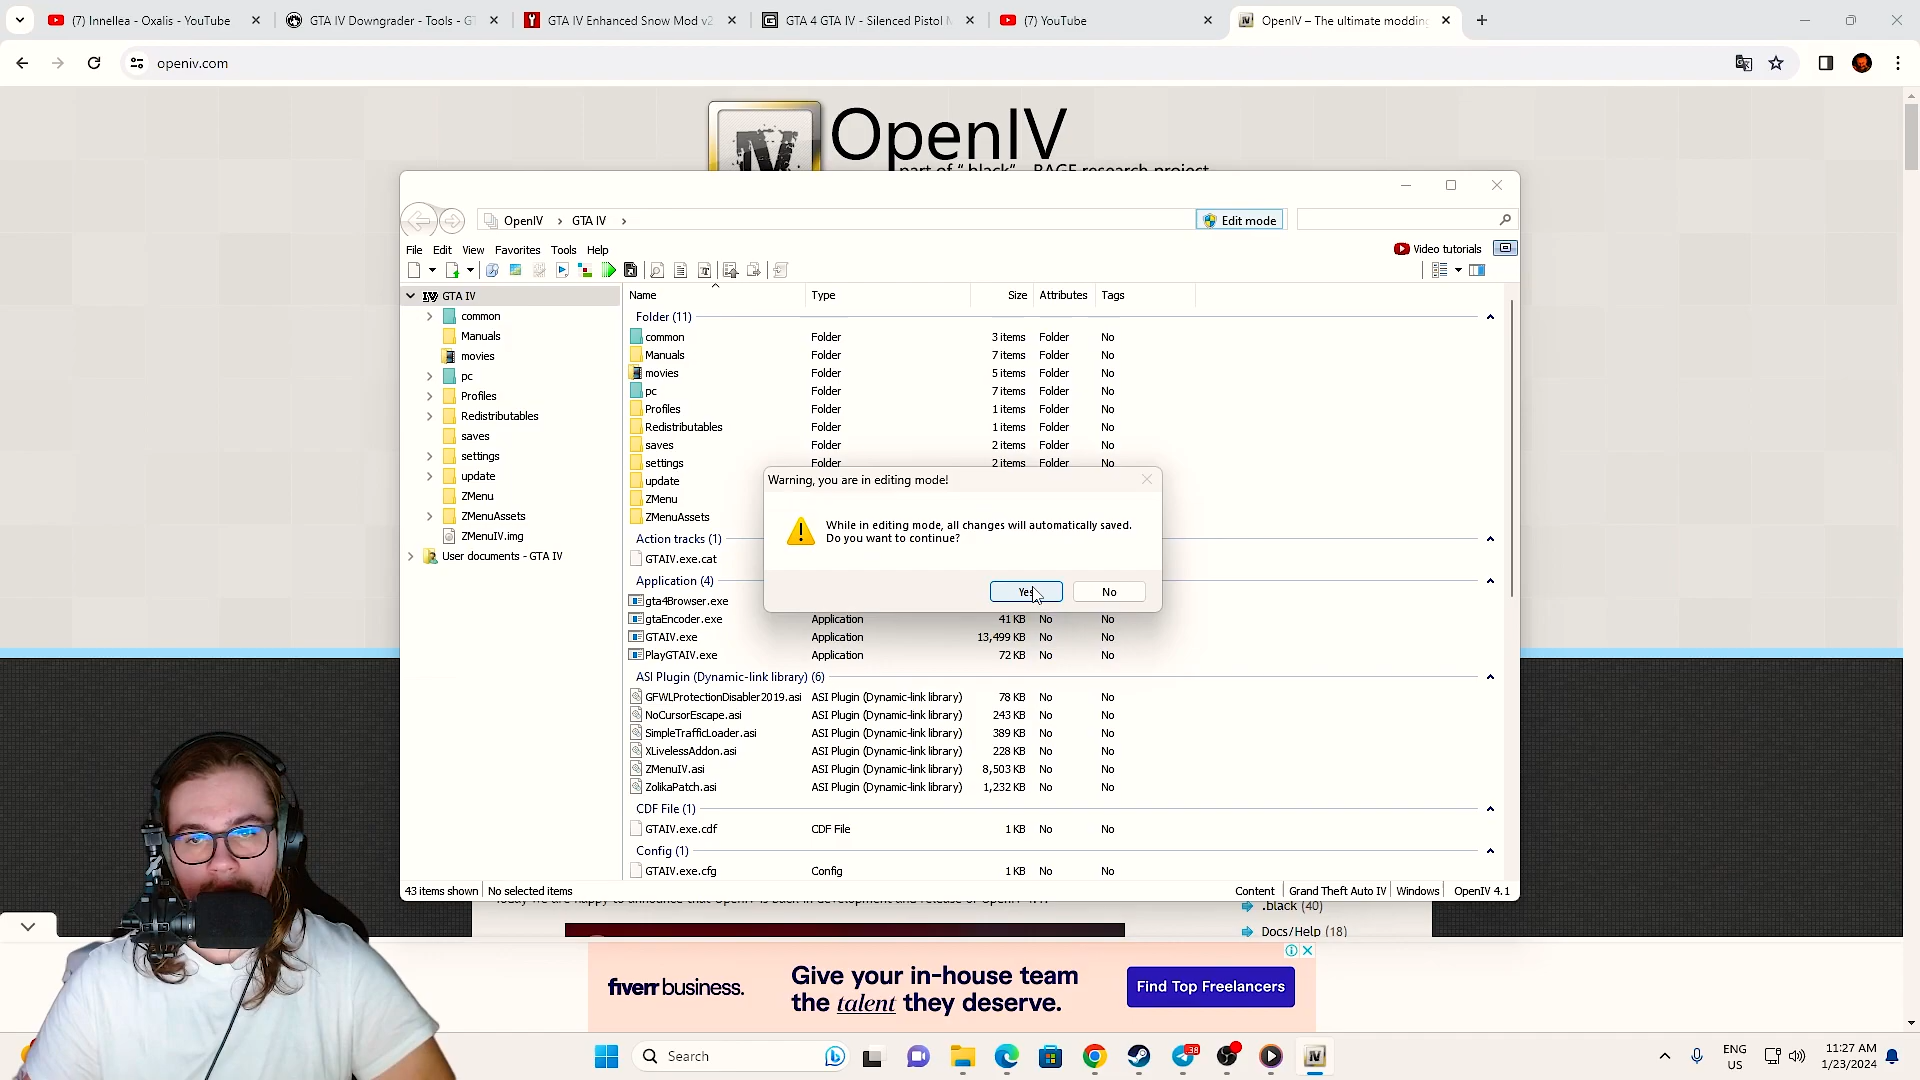 (7) Innellea - Oxalis - YouTube
GTA IV Downgrader - Tools - G
GTA IV Enhanced Snow Mod v2
GTA 4 GTA IV - Silenced Pistol M
(7) YouTube
OpenIV – The ultimate modding
openiv.com
OpenIV
part of ".black" - RAGE research project
OpenIV > GTA IV >
Edit mode
File Edit View Favorites Tools Help
Video tutorials
GTA IV
common
Manuals
movies
pc
Profiles
Redistributables
saves
settings
update
ZMenu
ZMenuAssets
ZMenuIV.img
User documents - GTA IV
Name Type Size Attributes Tags
Folder (11)
common Folder 3 items Folder No
Manuals Folder 7 items Folder No
movies Folder 5 items Folder No
pc Folder 7 items Folder No
Profiles Folder 1 items Folder No
Redistributables Folder 1 items Folder No
saves Folder 2 items Folder No
settings Folder 2 items Folder No
update
ZMenu
ZMenuAssets
Action tracks (1)
GTAIV.exe.cat
Application (4)
gta4Browser.exe
gtaEncoder.exe Application 41 KB No No
GTAIV.exe Application 13,499 KB No No
PlayGTAIV.exe Application 72 KB No No
ASI Plugin (Dynamic-link library) (6)
GFWLProtectionDisabler2019.asi ASI Plugin (Dynamic-link library) 78 KB No No
NoCursorEscape.asi ASI Plugin (Dynamic-link library) 243 KB No No
SimpleTrafficLoader.asi ASI Plugin (Dynamic-link library) 389 KB No No
XLivelessAddon.asi ASI Plugin (Dynamic-link library) 228 KB No No
ZMenuIV.asi ASI Plugin (Dynamic-link library) 8,503 KB No No
ZolikaPatch.asi ASI Plugin (Dynamic-link library) 1,232 KB No No
CDF File (1)
GTAIV.exe.cdf CDF File 1 KB No No
Config (1)
GTAIV.exe.cfg Config 1 KB No No
Warning, you are in editing mode!
While in editing mode, all changes will automatically saved.
Do you want to continue?
Yes
No
43 items shown No selected items
Content Grand Theft Auto IV Windows OpenIV 4.1
.black (40)
Docs/Help (18)
fiverr business.
Give your in-house team
the talent they deserve.
Find Top Freelancers
Search
38
ENG
US
11:27 AM
1/23/2024